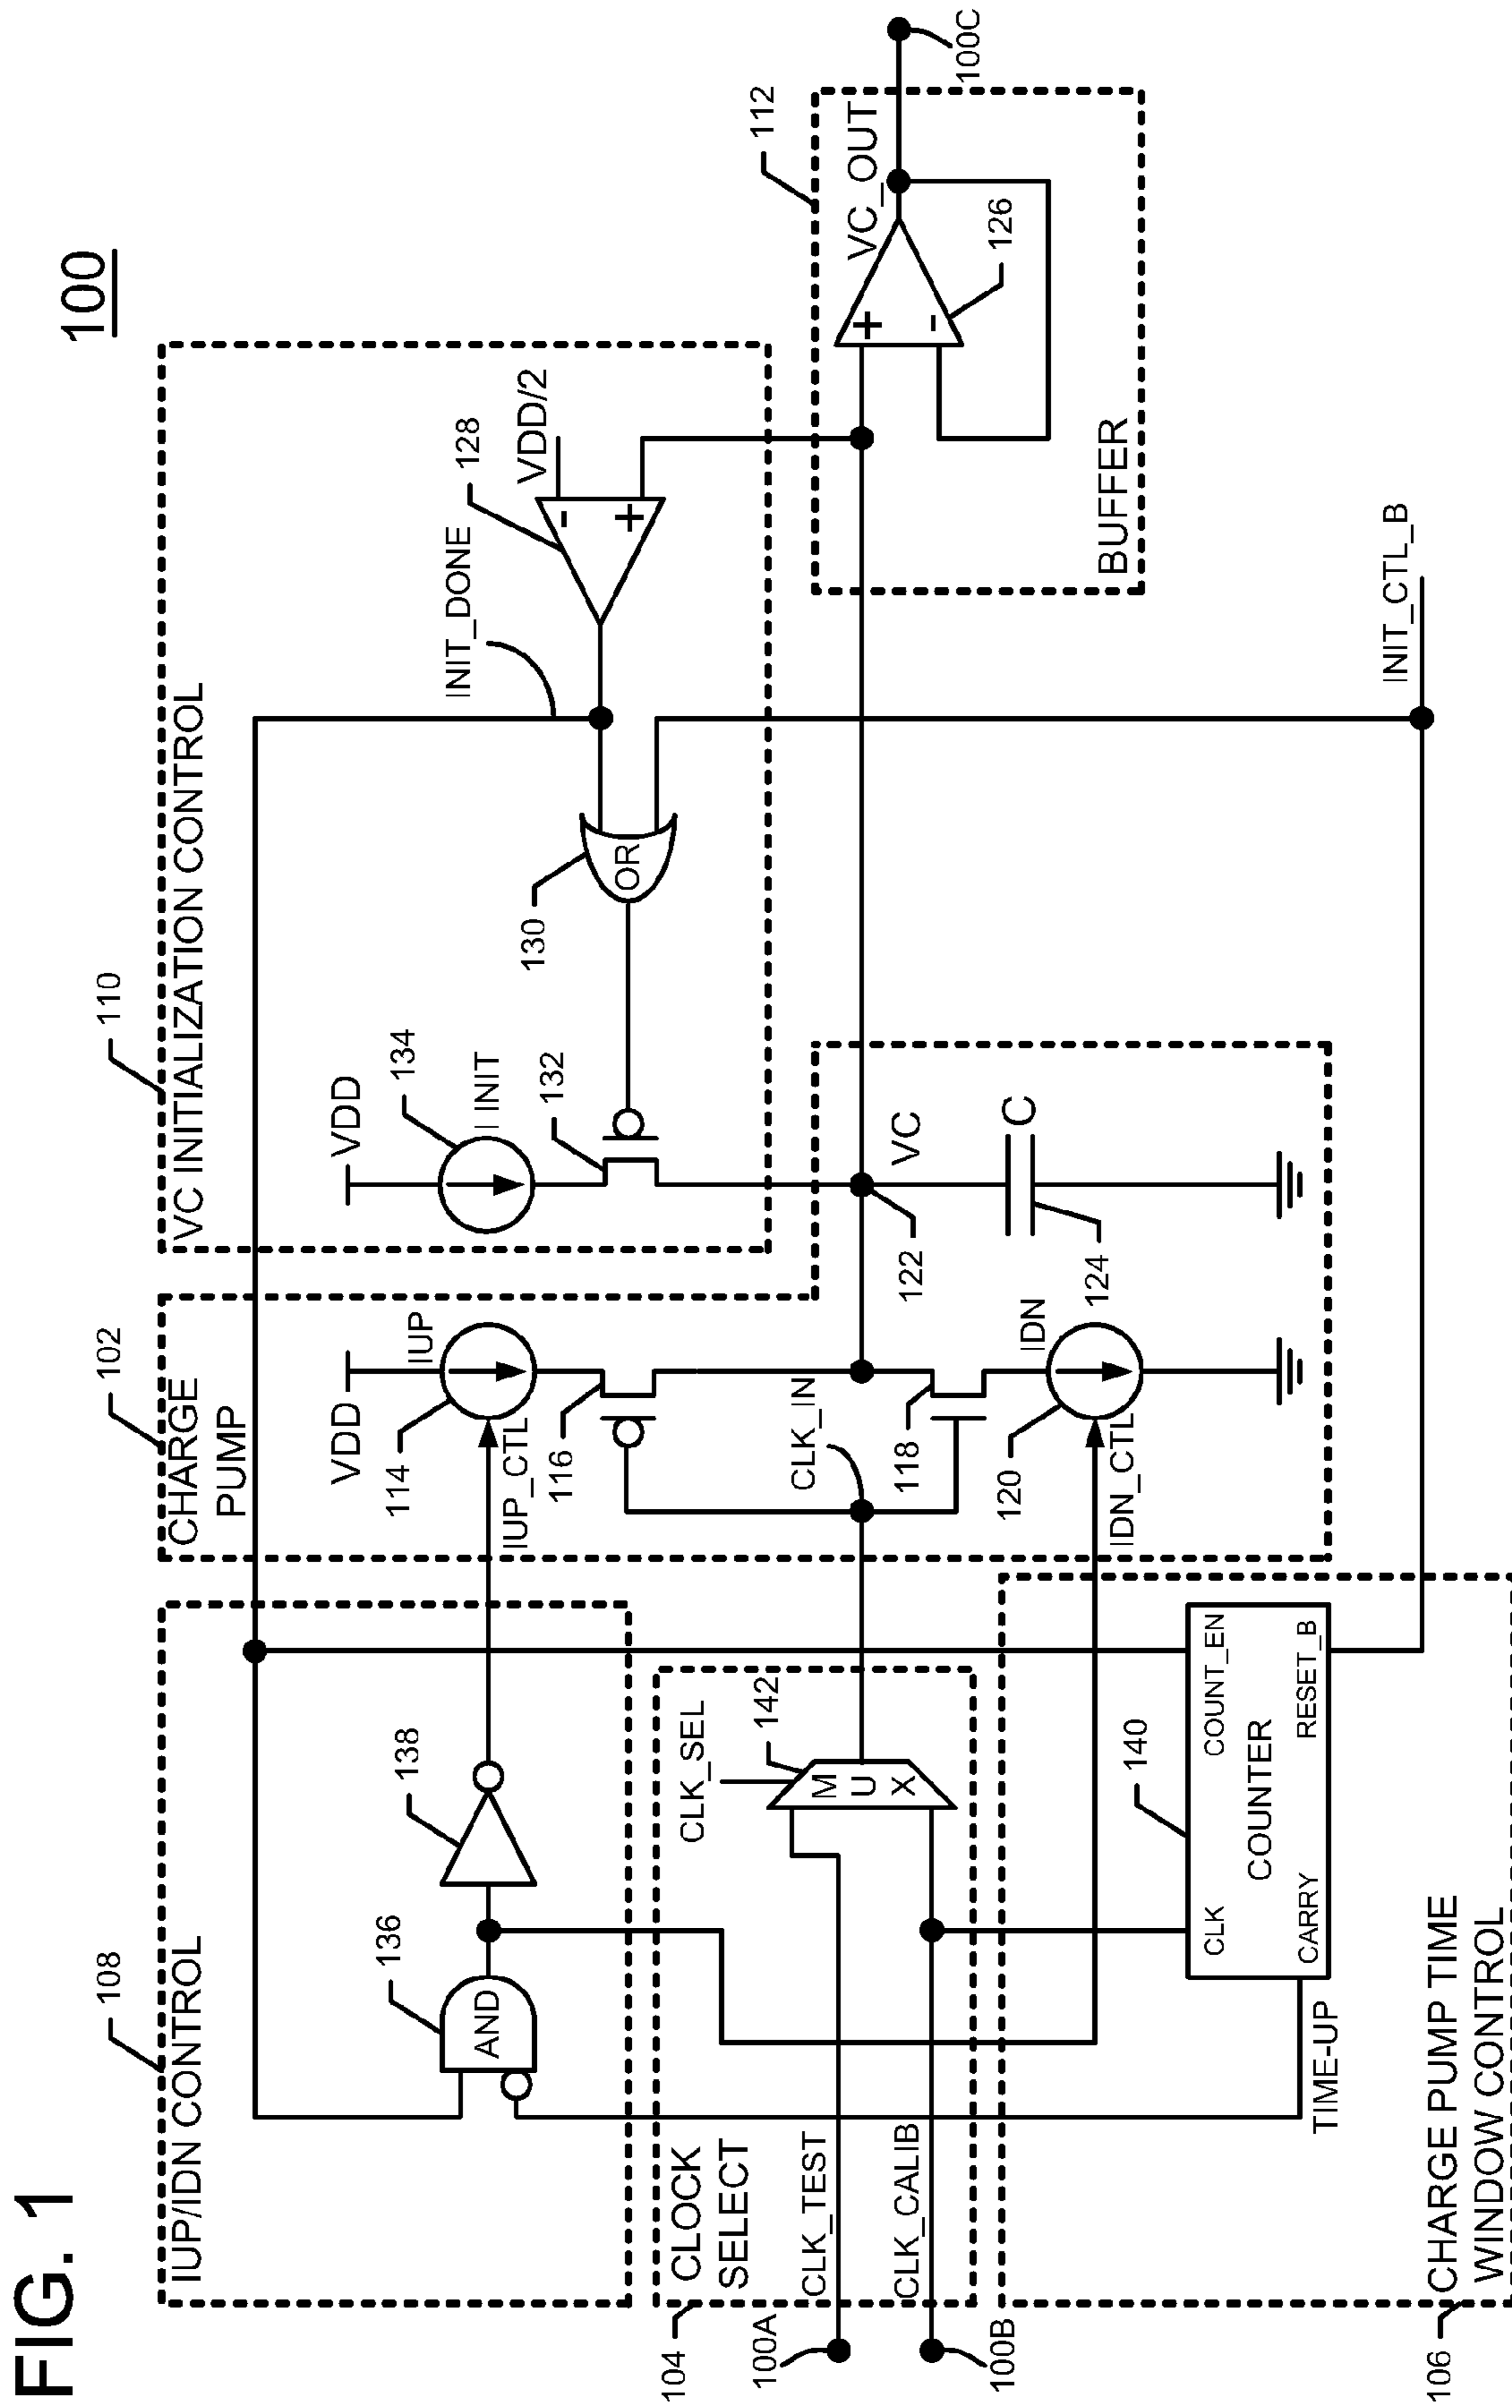 FIG. 1
100
108
IUP/IDN CONTROL
136
AND
138
102
CHARGE
PUMP
VDD
114
IUP
IUP_CTL
116
CLK_IN
118
IDN
120
IDN_CTL
110
VC INITIALIZATION CONTROL
VDD
134
I INIT
132
130
OR
INIT_DONE
128
VDD/2
-
+
122
VC
C
124
112
VC_OUT
+
-
126
BUFFER
100C
104
CLOCK
SELECT
CLK_SEL
142
M
U
X
CLK_TEST
CLK_CALIB
100A
100B
106
CHARGE PUMP TIME
WINDOW CONTROL
TIME-UP
140
CLK
COUNT_EN
COUNTER
CARRY
RESET_B
INIT_CTL_B